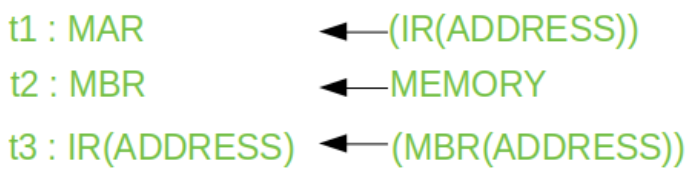 t1 : MAR ← (IR(ADDRESS))
t2 : MBR ← MEMORY
t3 : IR(ADDRESS) ← (MBR(ADDRESS))